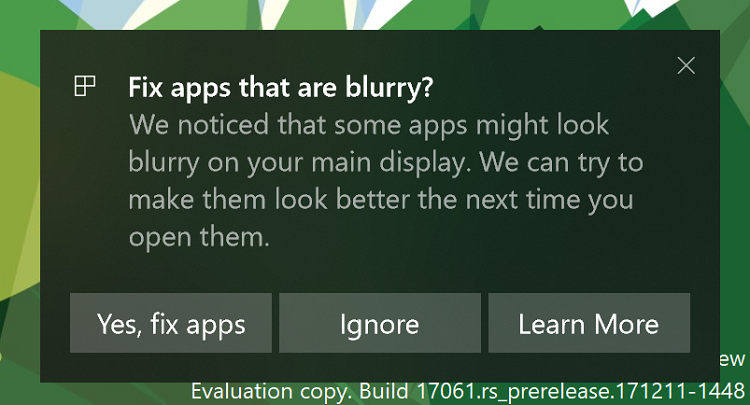 Fix apps that are blurry?
We noticed that some apps might look
blurry on your main display. We can try to
make them look better the next time you
open them.
Yes, fix apps Ignore Learn More
ew
Evaluation copy. Build 17061.rs_prerelease.171211-1448